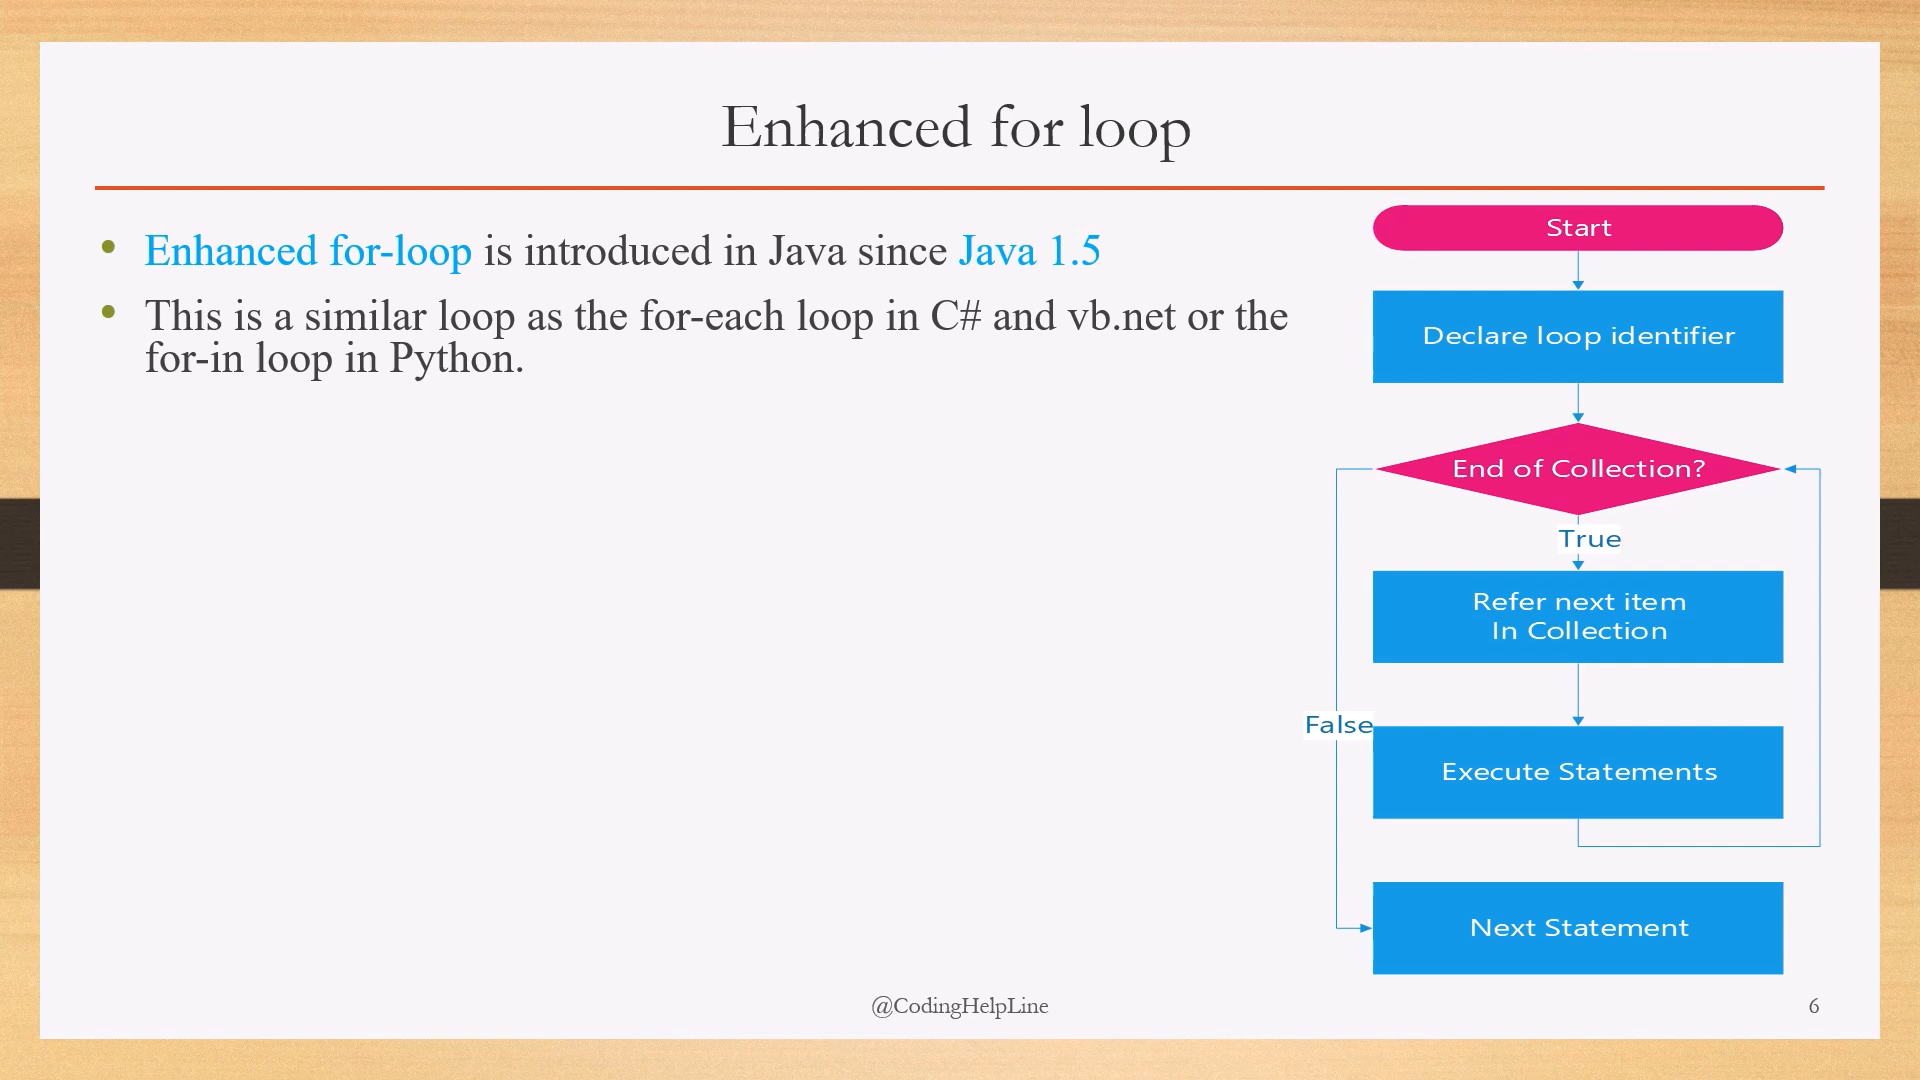 Enhanced for loop
Enhanced for-loop is introduced in Java since Java 1.5
This is a similar loop as the for-each loop in C# and vb.net or the
for-in loop in Python.
Start
Declare loop identifier
End of Collection?
True
Refer next item
In Collection
False
Execute Statements
Next Statement
@CodingHelpLine
6